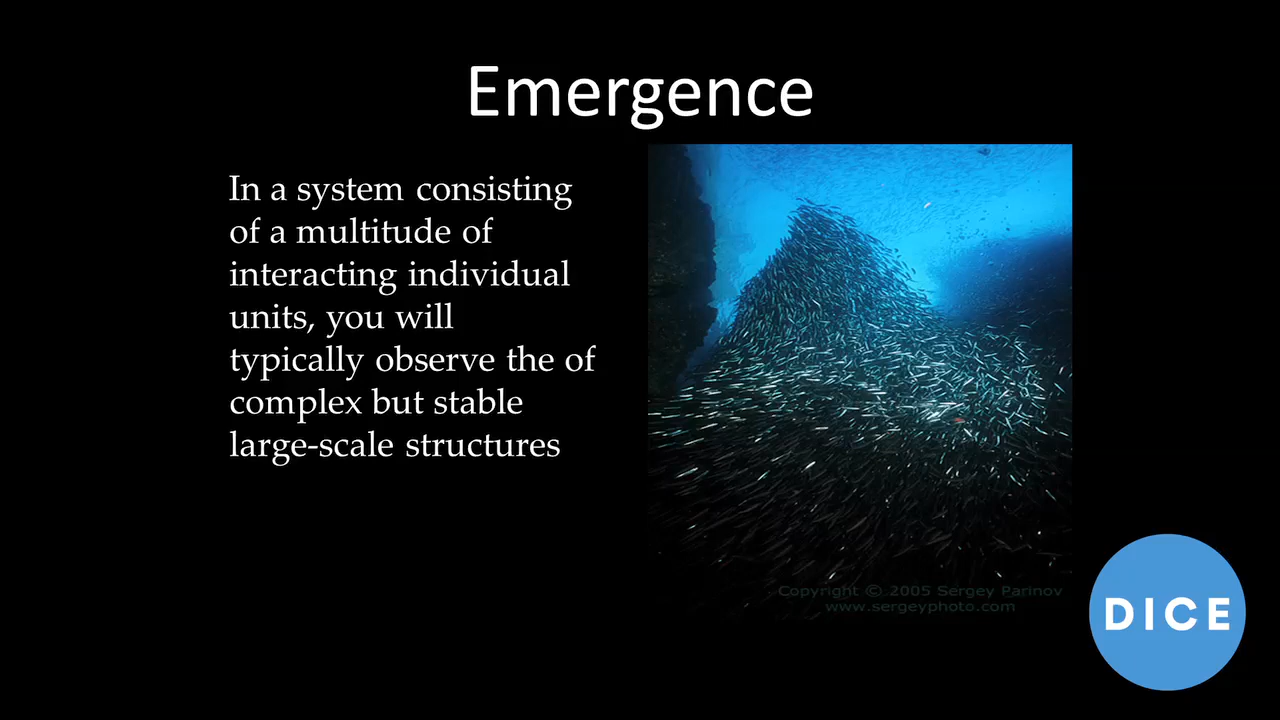 Emergence
In a system consisting
of a multitude of
interacting individual
units, you will
typically observe the of
complex but stable
large-scale structures
Copyright © 2005 Sergey Parinov
www.sergeyphoto.com
DICE